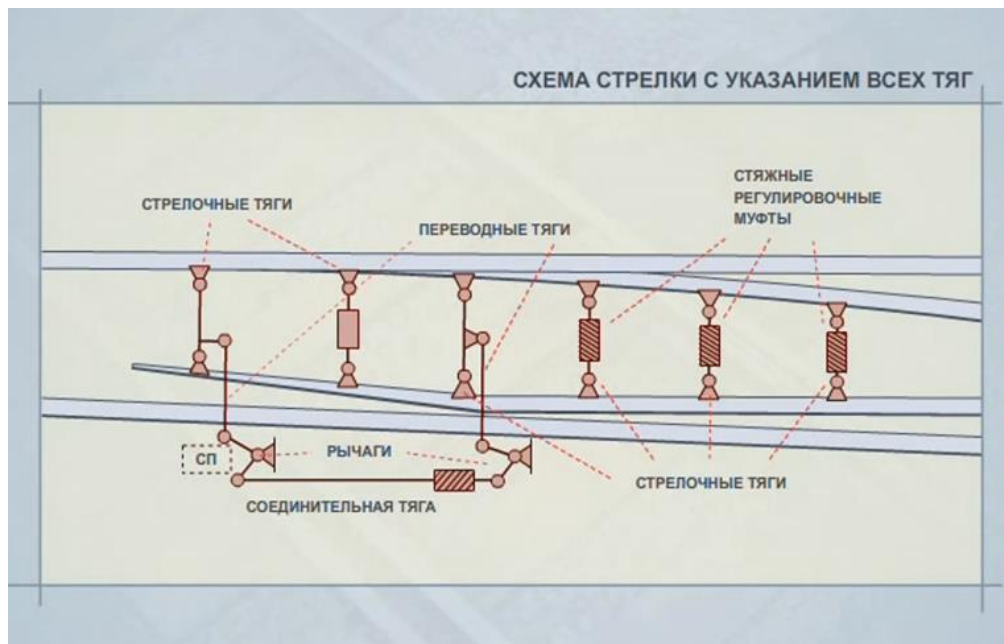 СХЕМА СТРЕЛКИ С УКАЗАНИЕМ ВСЕХ ТЯГ
СТЯЖНЫЕ
РЕГУЛИРОВОЧНЫЕ
МУФТЫ
СТРЕЛОЧНЫЕ ТЯГИ
ПЕРЕВОДНЫЕ ТЯГИ
СП
РЫЧАГИ
СОЕДИНИТЕЛЬНАЯ ТЯГА
СТРЕЛОЧНЫЕ ТЯГИ